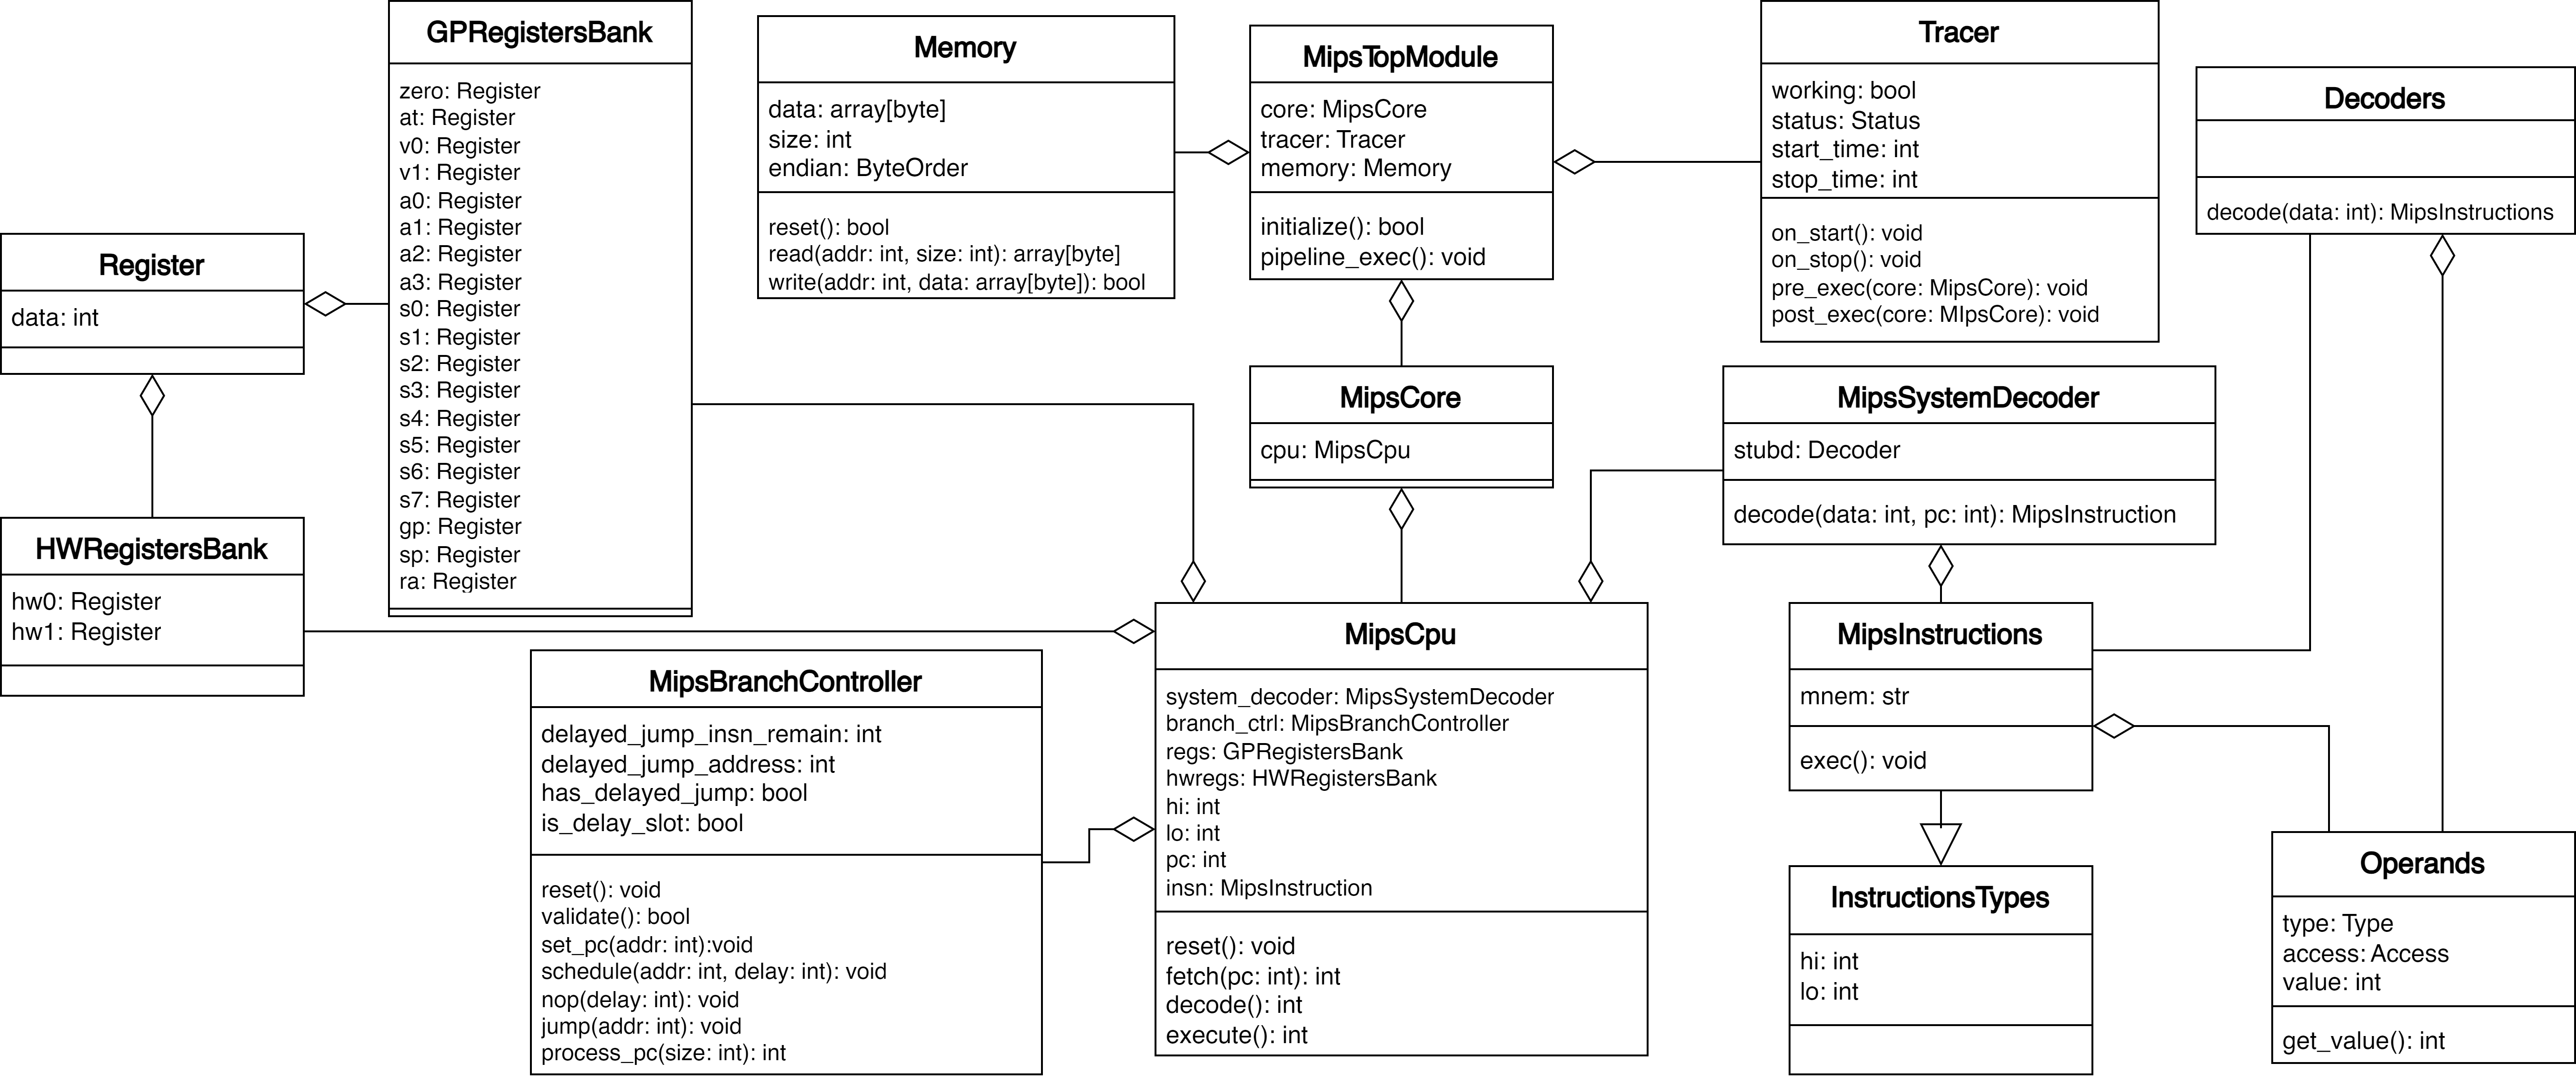 GPRegistersBank
zero: Register
at: Register
v0: Register
v1: Register
a0: Register
a1: Register
a2: Register
a3: Register
s0: Register
s1: Register
s2: Register
s3: Register
s4: Register
s5: Register
s6: Register
s7: Register
gp: Register
sp: Register
ra: Register
Memory
data: array[byte]
size: int
endian: ByteOrder
reset(): bool
read(addr: int, size: int): array[byte]
write(addr: int, data: array[byte]): bool
MipsTopModule
core: MipsCore
tracer: Tracer
memory: Memory
initialize(): bool
pipeline_exec(): void
Tracer
working: bool
status: Status
start_time: int
stop_time: int
on_start(): void
on_stop(): void
pre_exec(core: MipsCore): void
post_exec(core: MIpsCore): void
Decoders
decode(data: int): MipsInstructions
Register
data: int
MipsCore
cpu: MipsCpu
MipsSystemDecoder
stubd: Decoder
decode(data: int, pc: int): MipsInstruction
HWRegistersBank
hw0: Register
hw1: Register
MipsBranchController
delayed_jump_insn_remain: int
delayed_jump_address: int
has_delayed_jump: bool
is_delay_slot: bool
reset(): void
validate(): bool
set_pc(addr: int):void
schedule(addr: int, delay: int): void
nop(delay: int): void
jump(addr: int): void
process_pc(size: int): int
MipsCpu
system_decoder: MipsSystemDecoder
branch_ctrl: MipsBranchController
regs: GPRegistersBank
hwregs: HWRegistersBank
hi: int
lo: int
pc: int
insn: MipsInstruction
reset(): void
fetch(pc: int): int
decode(): int
execute(): int
MipsInstructions
mnem: str
exec(): void
InstructionsTypes
hi: int
lo: int
Operands
type: Type
access: Access
value: int
get_value(): int